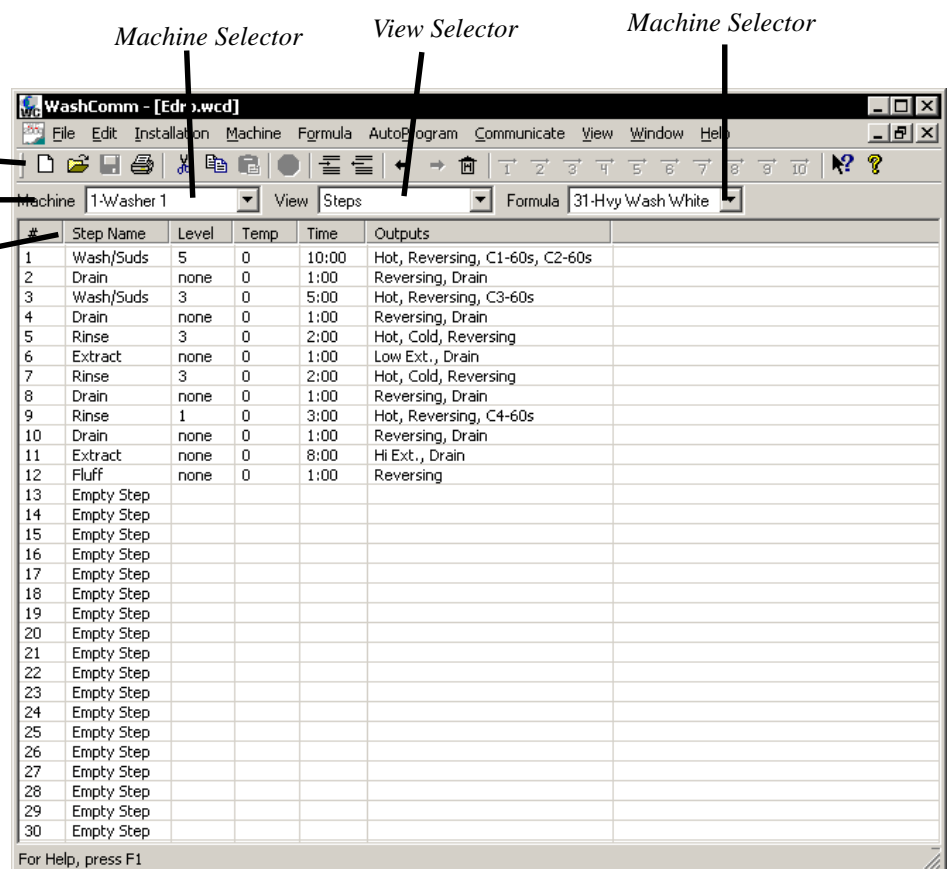 Machine Selector View Selector Machine Selector
WashComm - [Edro.wcd]
File Edit Installation Machine Formula AutoProgram Communicate View Window Help
1 2 3 4 5 6 7 8 9 10
Machine 1-Washer 1 View Steps Formula 31-Hvy Wash White
# Step Name Level Temp Time Outputs
1 Wash/Suds 5 0 10:00 Hot, Reversing, C1-60s, C2-60s
2 Drain none 0 1:00 Reversing, Drain
3 Wash/Suds 3 0 5:00 Hot, Reversing, C3-60s
4 Drain none 0 1:00 Reversing, Drain
5 Rinse 3 0 2:00 Hot, Cold, Reversing
6 Extract none 0 1:00 Low Ext., Drain
7 Rinse 3 0 2:00 Hot, Cold, Reversing
8 Drain none 0 1:00 Reversing, Drain
9 Rinse 1 0 3:00 Hot, Reversing, C4-60s
10 Drain none 0 1:00 Reversing, Drain
11 Extract none 0 8:00 Hi Ext., Drain
12 Fluff none 0 1:00 Reversing
13 Empty Step
14 Empty Step
15 Empty Step
16 Empty Step
17 Empty Step
18 Empty Step
19 Empty Step
20 Empty Step
21 Empty Step
22 Empty Step
23 Empty Step
24 Empty Step
25 Empty Step
26 Empty Step
27 Empty Step
28 Empty Step
29 Empty Step
30 Empty Step
For Help, press F1